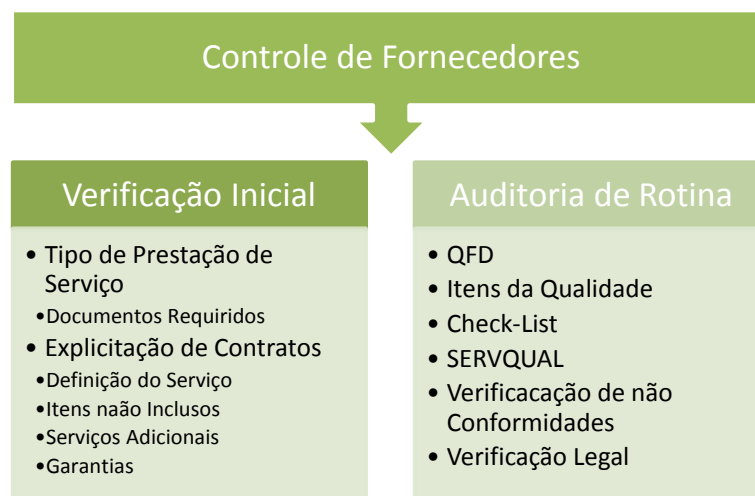 Controle de Fornecedores
Verificação Inicial
• Tipo de Prestação de
Serviço
•Documentos Requiridos
• Explicitação de Contratos
•Definição do Serviço
•Itens naão Inclusos
•Serviços Adicionais
•Garantias
Auditoria de Rotina
• QFD
• Itens da Qualidade
• Check-List
• SERVQUAL
• Verificacação de não
Conformidades
• Verificação Legal